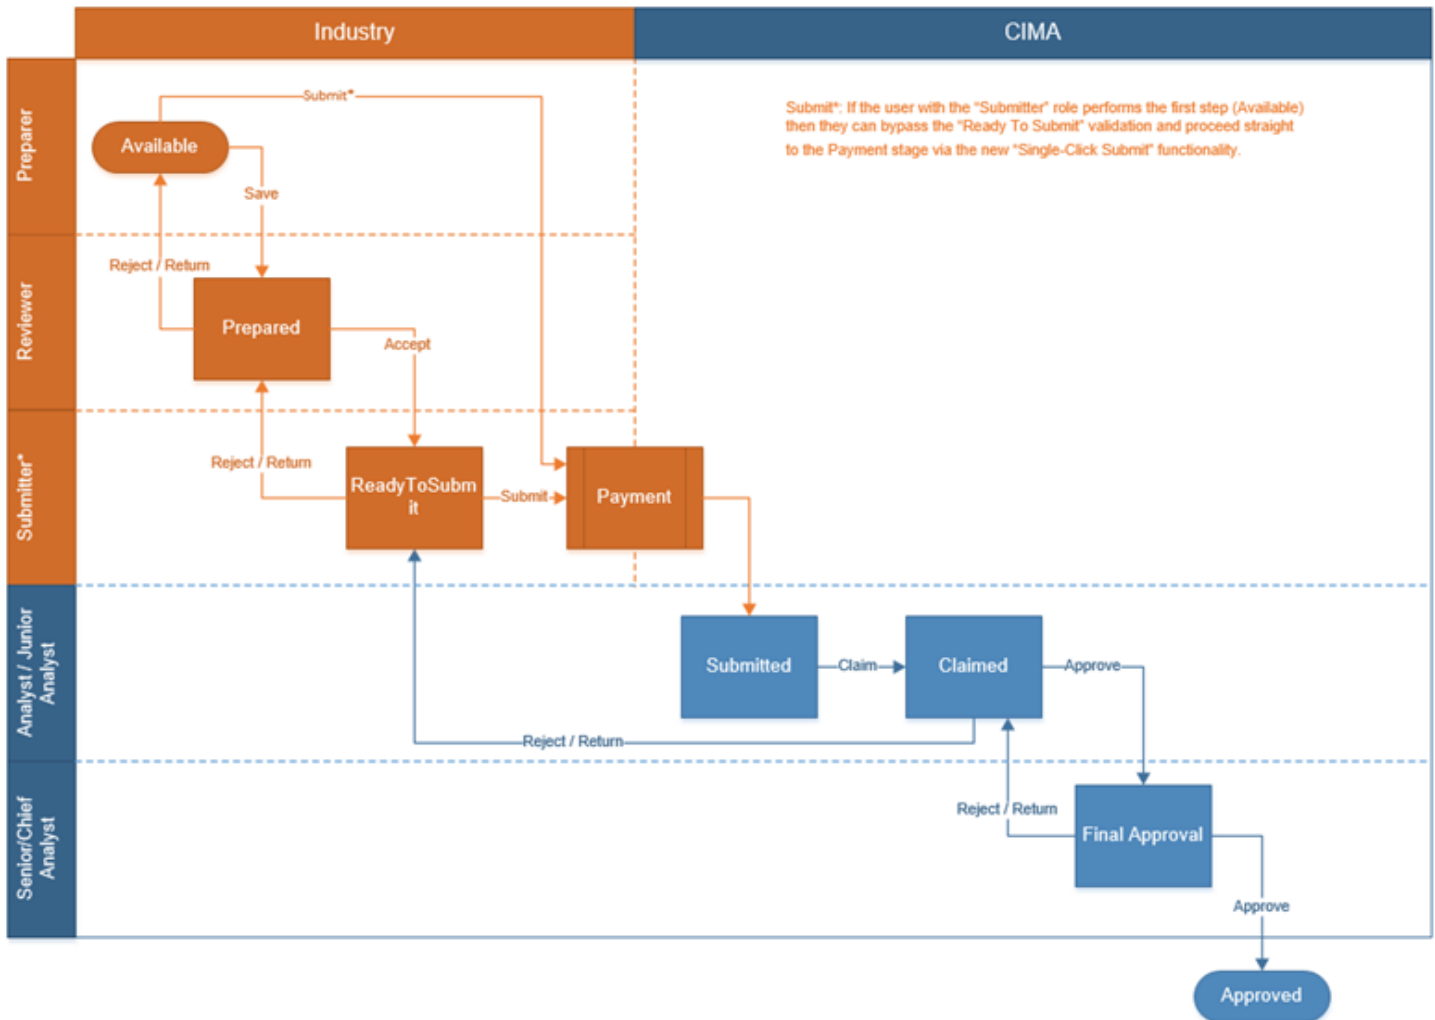 Industry
CIMA
Preparer
Submit*
Submit*: If the user with the "Submitter" role performs the first step (Available)
then they can bypass the "Ready To Submit" validation and proceed straight
to the Payment stage via the new "Single-Click Submit" functionality.
Available
Save
Reviewer
Reject / Return
Prepared
Accept
Submitter*
Reject / Return
ReadyToSubm
it
Submit
Payment
Analyst / Junior
Analyst
Submitted
Claim
Claimed
Approve
Reject / Return
Senior/Chief
Analyst
Reject / Return
Final Approval
Approve
Approved